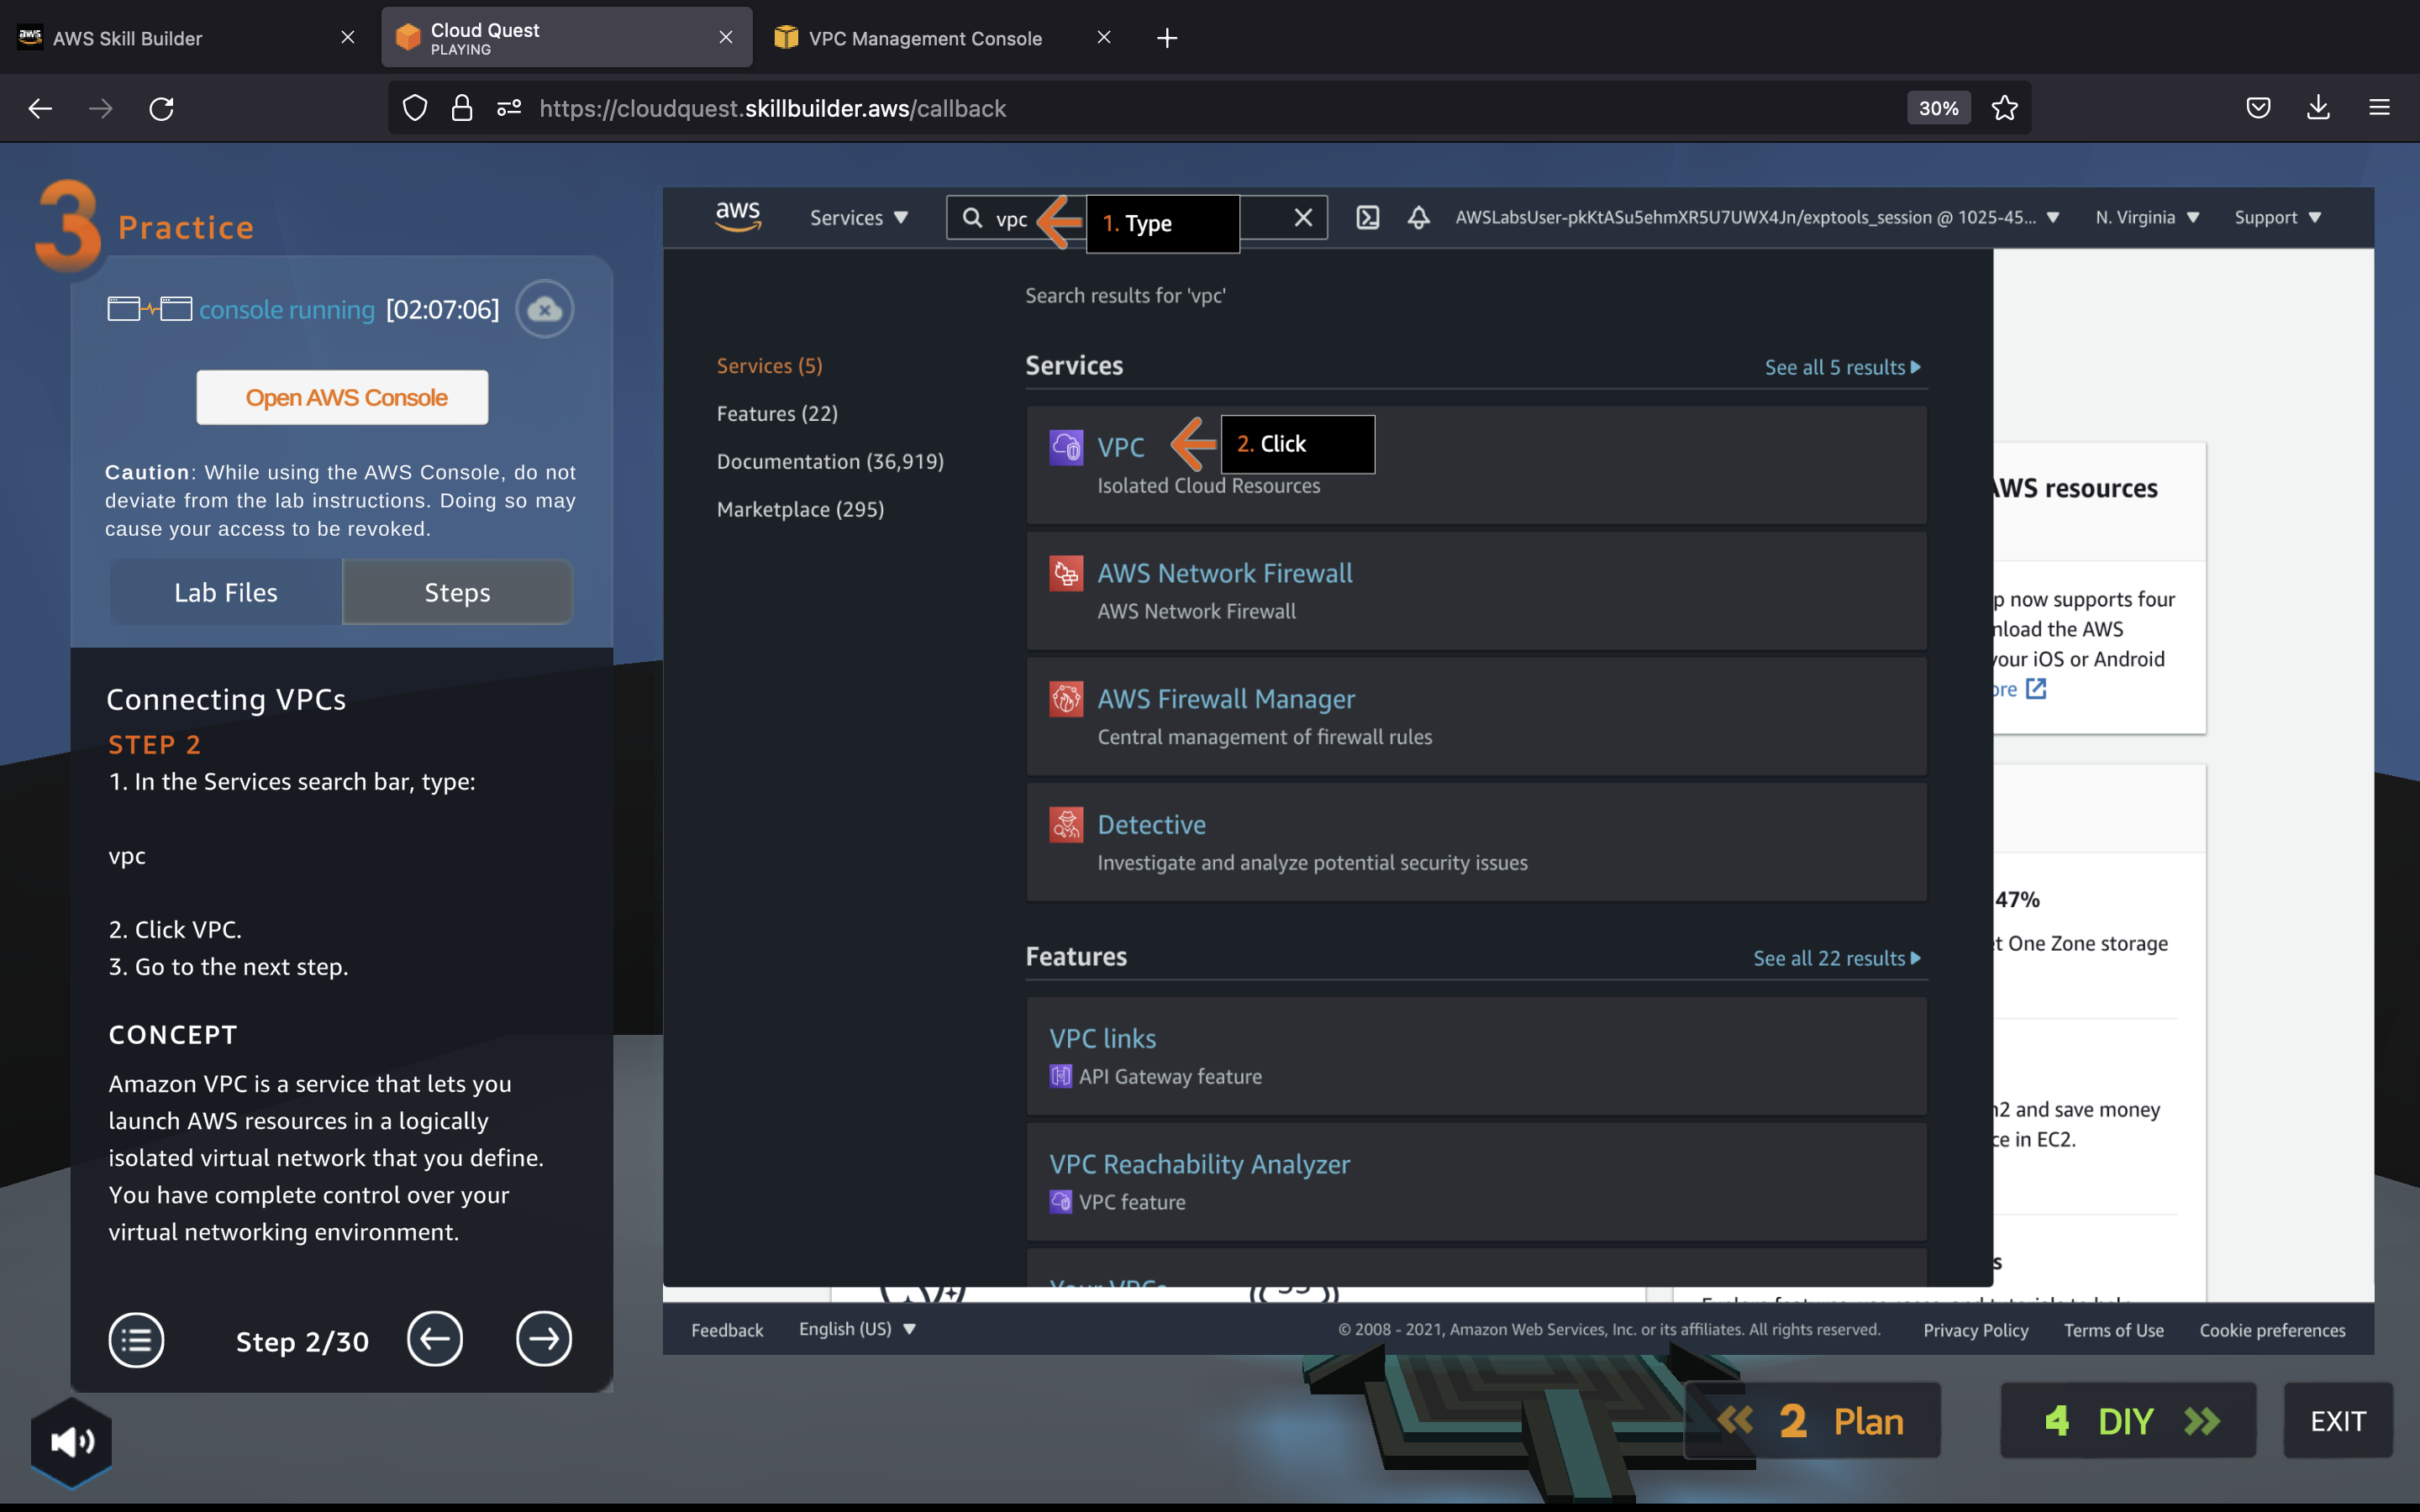 AWS Skill Builder
Cloud Quest
PLAYING
VPC Management Console
https://cloudquest.skillbuilder.aws/callback
30%
3 Practice
console running [02:07:06]
Open AWS Console
Caution: While using the AWS Console, do not
deviate from the lab instructions. Doing so may
cause your access to be revoked.
Lab Files
Steps
Connecting VPCs
STEP 2
1. In the Services search bar, type:
vpc
2. Click VPC.
3. Go to the next step.
CONCEPT
Amazon VPC is a service that lets you
launch AWS resources in a logically
isolated virtual network that you define.
You have complete control over your
virtual networking environment.
Step 2/30
aws
Services
vpc
1. Type
AWSLabsUser-pkKtASu5ehmXR5U7UWX4Jn/exptools_session @ 1025-45...
N. Virginia
Support
Search results for 'vpc'
Services (5)
Features (22)
Documentation (36,919)
Marketplace (295)
Services
See all 5 results
VPC
2. Click
Isolated Cloud Resources
AWS Network Firewall
AWS Network Firewall
AWS Firewall Manager
Central management of firewall rules
Detective
Investigate and analyze potential security issues
Features
See all 22 results
VPC links
API Gateway feature
VPC Reachability Analyzer
VPC feature
Your VPCs
AWS resources
p now supports four
nload the AWS
your iOS or Android
ore
47%
et One Zone storage
n2 and save money
ce in EC2.
s
Feedback
English (US)
© 2008 - 2021, Amazon Web Services, Inc. or its affiliates. All rights reserved.
Privacy Policy
Terms of Use
Cookie preferences
2 Plan
4 DIY
EXIT